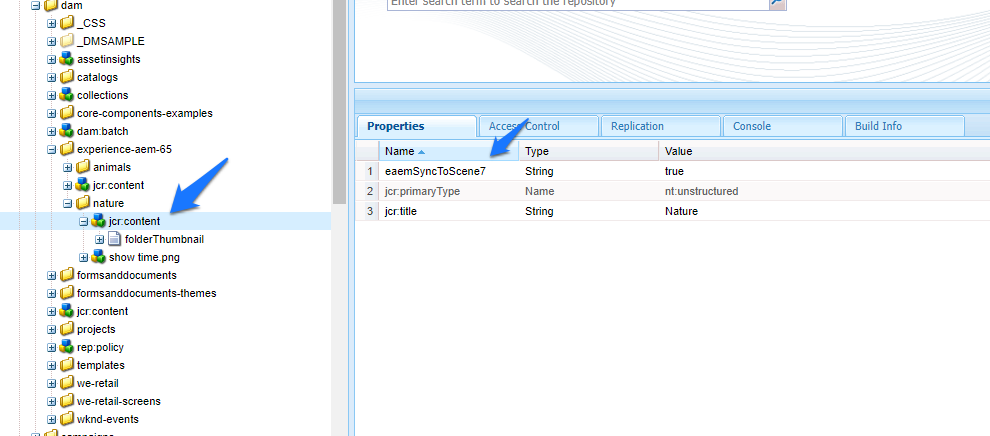 dam
_CSS
_DMSAMPLE
assetinsights
catalogs
collections
core-components-examples
dam:batch
experience-aem-65
animals
jcr:content
nature
jcr:content
folderThumbnail
show time.png
formsanddocuments
formsanddocuments-themes
jcr:content
projects
rep:policy
templates
we-retail
we-retail-screens
wknd-events
campaigns
Enter search term to search the repository
Properties Access Control Replication Console Build Info
Name Type Value
1 eaemSyncToScene7 String true
2 jcr:primaryType Name nt:unstructured
3 jcr:title String Nature